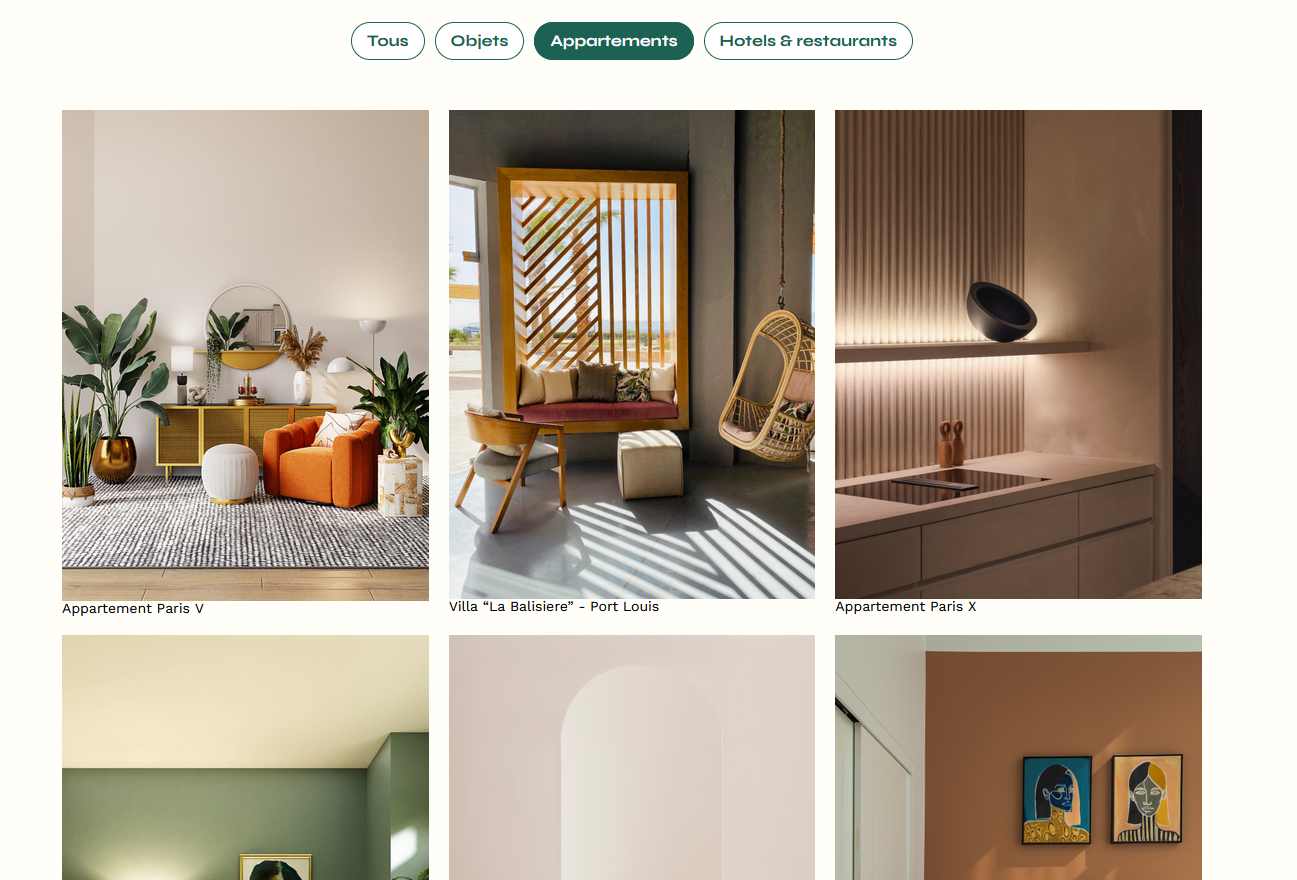 Tous
Objets
Appartements
Hotels & restaurants
Appartement Paris V
Villa “La Balisiere” - Port Louis
Appartement Paris X